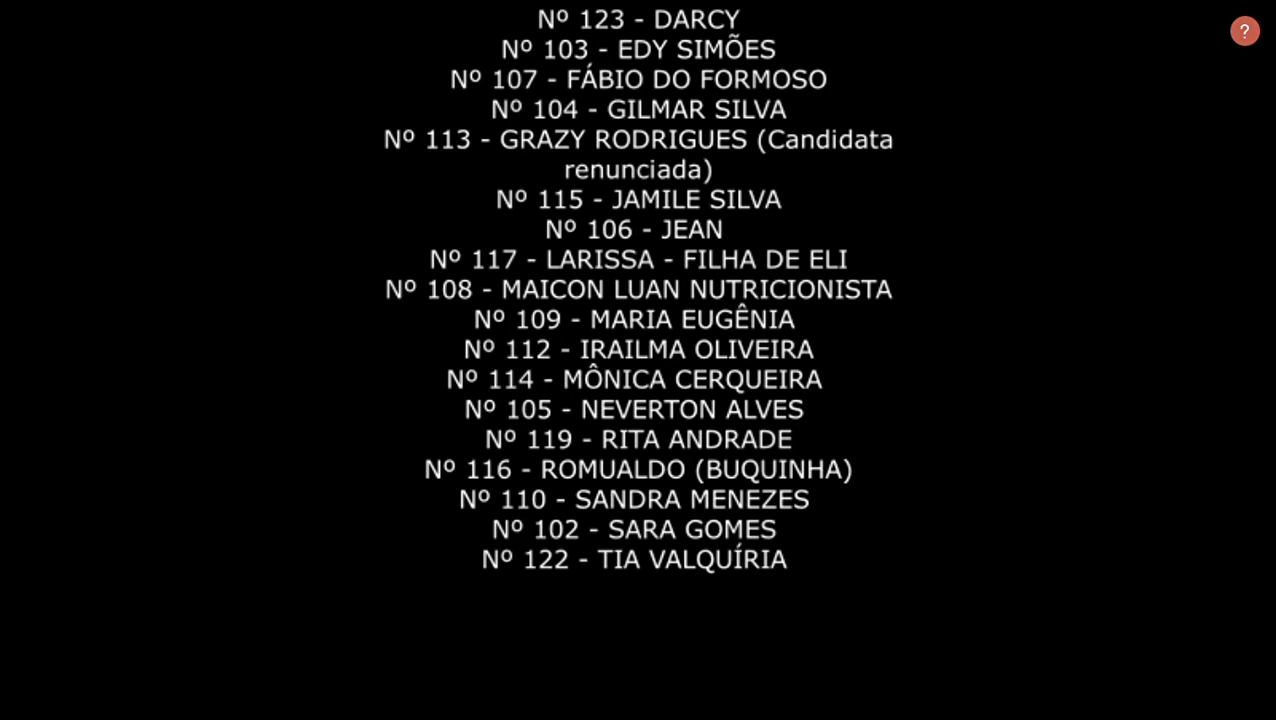 Nº 123 - DARCY
Nº 103 - EDY SIMÕES
Nº 107 - FÁBIO DO FORMOSO
Nº 104 - GILMAR SILVA
Nº 113 - GRAZY RODRIGUES (Candidata
renunciada)
Nº 115 - JAMILE SILVA
Nº 106 - JEAN
Nº 117 - LARISSA - FILHA DE ELI
Nº 108 - MAICON LUAN NUTRICIONISTA
Nº 109 - MARIA EUGÊNIA
Nº 112 - IRAILMA OLIVEIRA
Nº 114 - MÔNICA CERQUEIRA
Nº 105 - NEVERTON ALVES
Nº 119 - RITA ANDRADE
Nº 116 - ROMUALDO (BUQUINHA)
Nº 110 - SANDRA MENEZES
Nº 102 - SARA GOMES
Nº 122 - TIA VALQUÍRIA
?